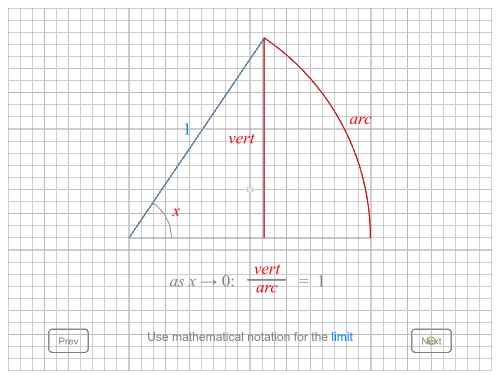 1
vert
arc
x
as x → 0: vert/arc = 1
Use mathematical notation for the limit
Prev
Next